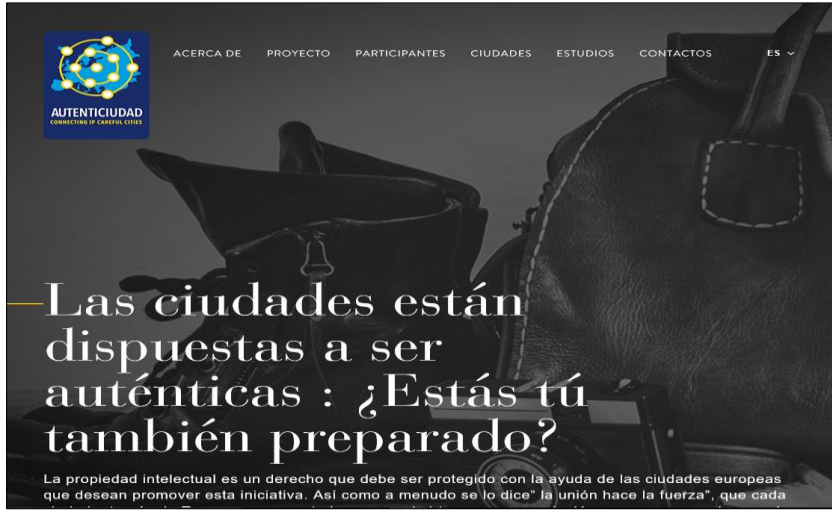 ACERCA DE PROYECTO PARTICIPANTES CIUDADES ESTUDIOS CONTACTOS ES
AUTENTICIUDAD
CONNECTING IP CAREFUL CITIES
Las ciudades están
dispuestas a ser
auténticas : ¿Estás tú
también preparado?
La propiedad intelectual es un derecho que debe ser protegido con la ayuda de las ciudades europeas
que desean promover esta iniciativa. Así como a menudo se lo dice" la unión hace la fuerza", que cada